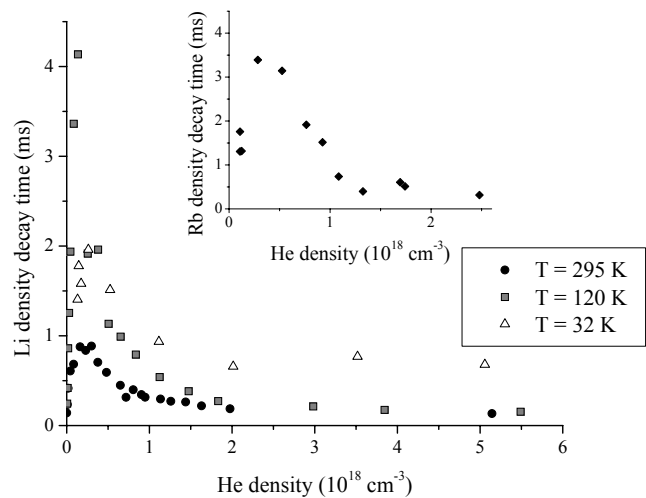 Li density decay time (ms)
4
3
2
1
0
0
1
2
3
4
5
6
He density (10¹⁸ cm⁻³)
Rb density decay time (ms)
4
3
2
1
0
0
1
2
He density (10¹⁸ cm⁻³)
T = 295 K
T = 120 K
T = 32 K